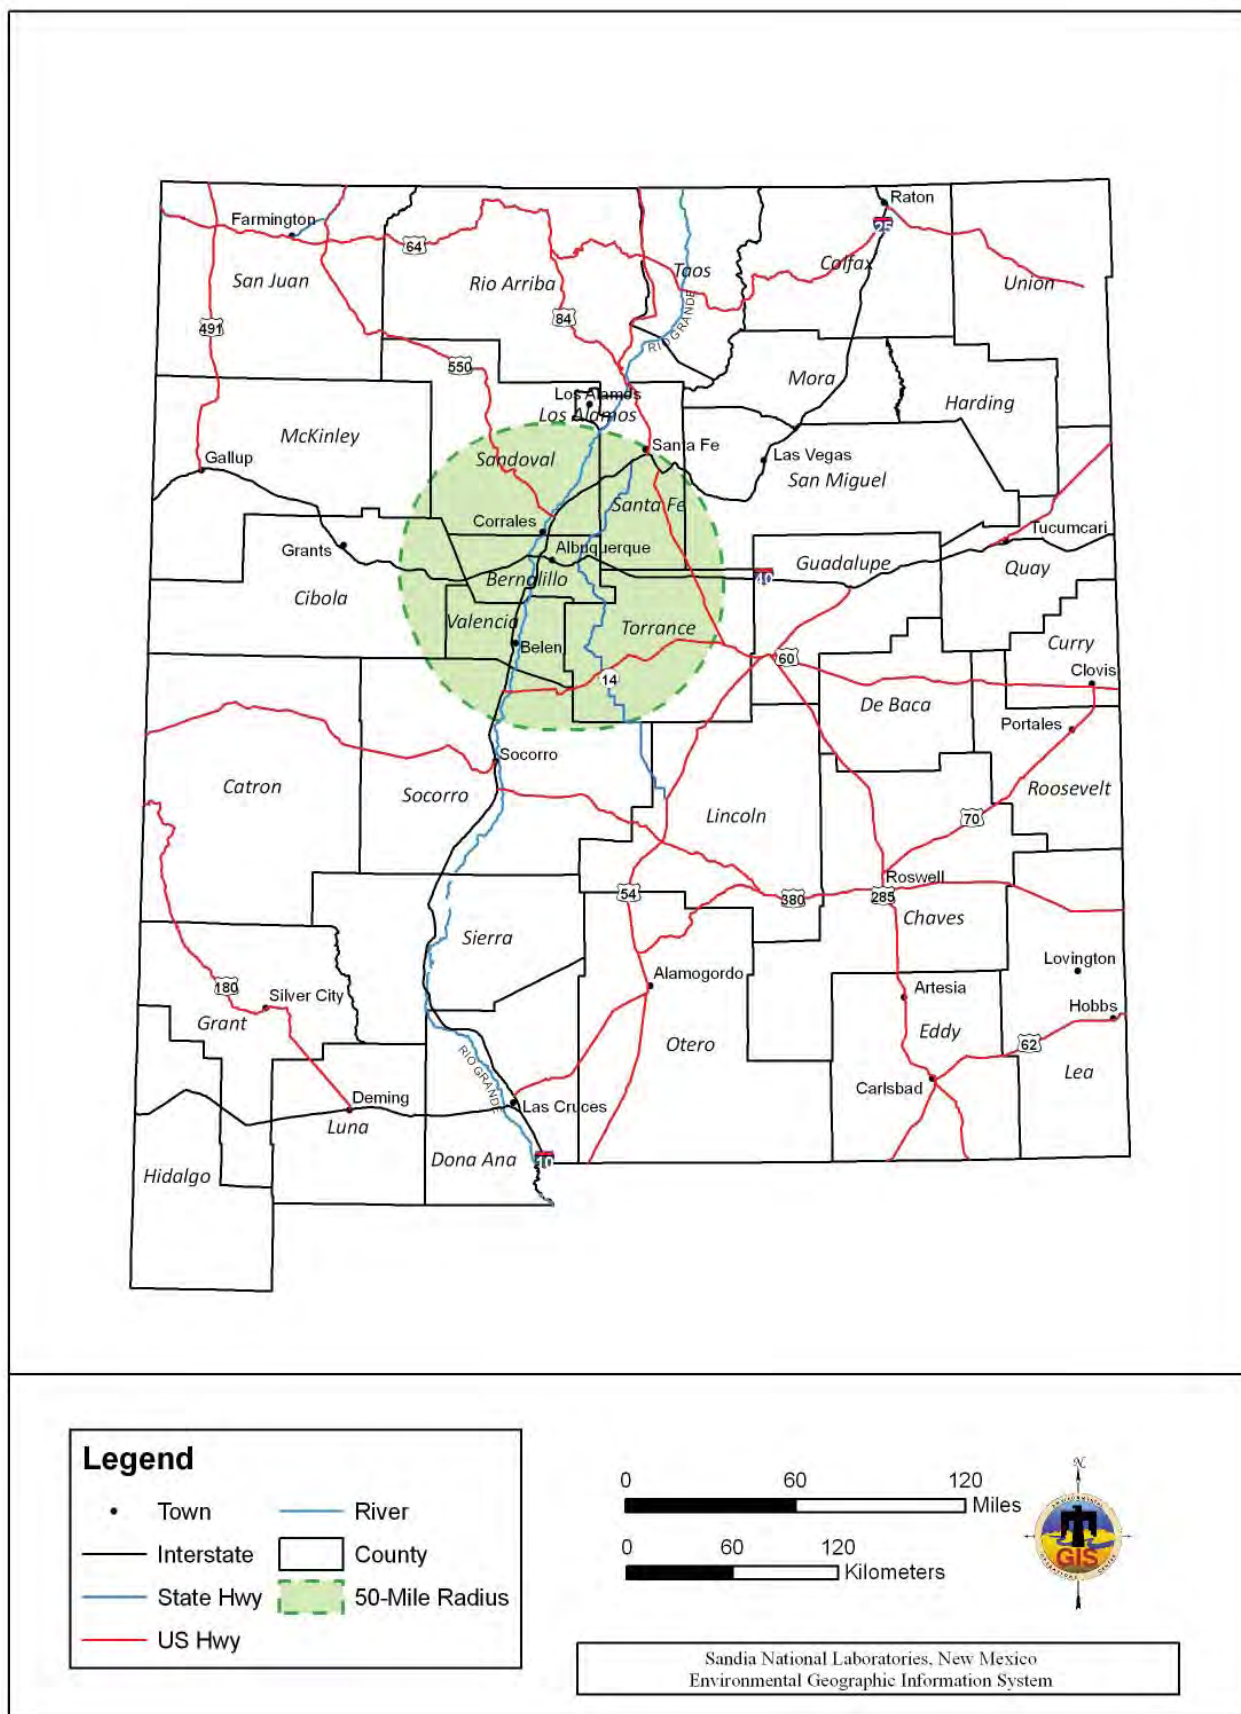 Raton
Farmington
25
64
Taos
Colfax
San Juan
Rio Arriba
Union
RIO GRANDE
84
491
550
Mora
Los Alamos
Los Alamos
Harding
McKinley
Santa Fe
Gallup
Sandoval
Las Vegas
San Miguel
Santa Fe
Corrales
Tucumcari
Grants
Albuquerque
Guadalupe
Quay
Bernalillo
40
Cibola
Valencia
Torrance
Belen
Curry
60
Clovis
14
De Baca
Portales
Socorro
Catron
Socorro
Roosevelt
Lincoln
70
Roswell
54
380
285
Chaves
Sierra
Lovington
Alamogordo
180
Artesia
Silver City
Hobbs
Grant
Eddy
Otero
62
RIO GRANDE
Lea
Carlsbad
Deming
Las Cruces
Luna
Dona Ana
10
Hidalgo
Legend
Town
River
Interstate
County
State Hwy
50-Mile Radius
US Hwy
0 60 120
Miles
0 60 120
Kilometers
N
ENVIRONMENTAL
GIS
OPERATIONS CENTER
Sandia National Laboratories, New Mexico
Environmental Geographic Information System